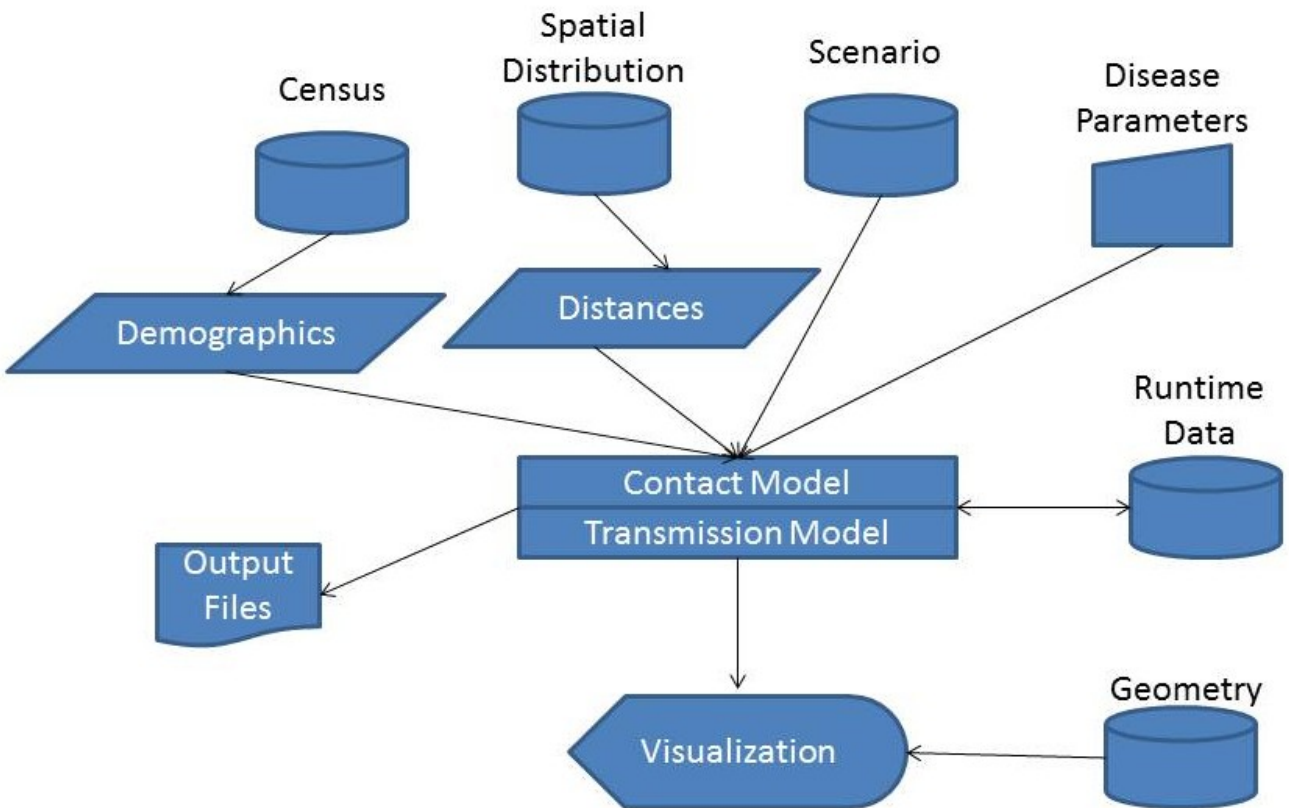 Spatial
Distribution
Scenario
Disease
Parameters
Census
Demographics
Distances
Runtime
Data
Contact Model
Transmission Model
Output
Files
Geometry
Visualization